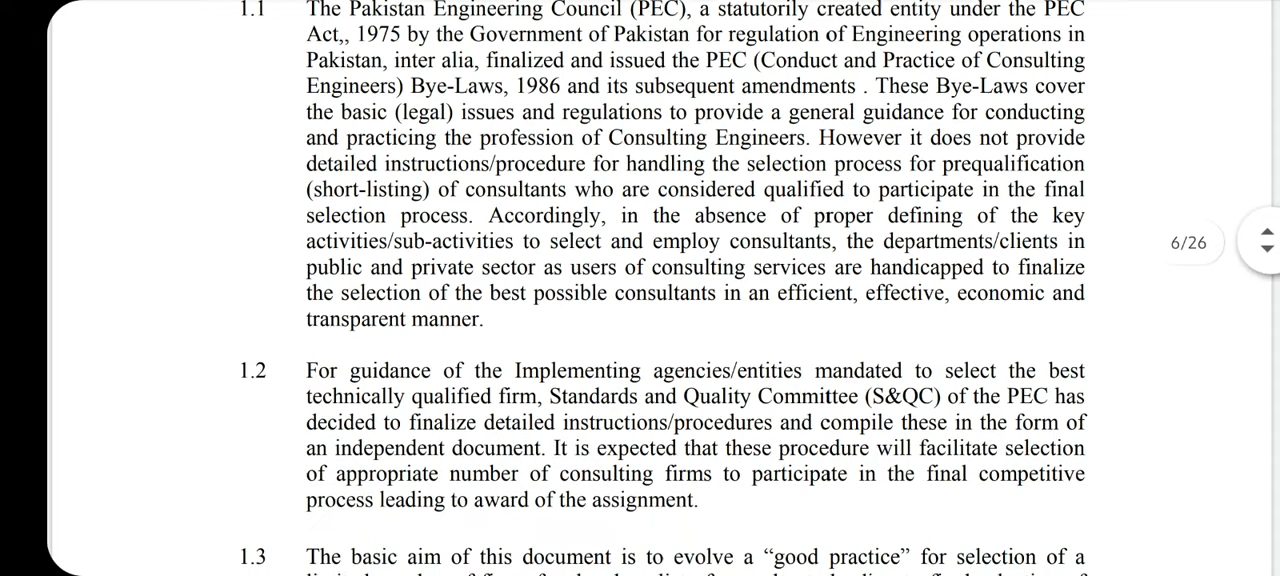 1.1 The Pakistan Engineering Council (PEC), a statutorily created entity under the PEC
Act,, 1975 by the Government of Pakistan for regulation of Engineering operations in
Pakistan, inter alia, finalized and issued the PEC (Conduct and Practice of Consulting
Engineers) Bye-Laws, 1986 and its subsequent amendments . These Bye-Laws cover
the basic (legal) issues and regulations to provide a general guidance for conducting
and practicing the profession of Consulting Engineers. However it does not provide
detailed instructions/procedure for handling the selection process for prequalification
(short-listing) of consultants who are considered qualified to participate in the final
selection process. Accordingly, in the absence of proper defining of the key
activities/sub-activities to select and employ consultants, the departments/clients in
6/26
public and private sector as users of consulting services are handicapped to finalize
the selection of the best possible consultants in an efficient, effective, economic and
transparent manner.
1.2 For guidance of the Implementing agencies/entities mandated to select the best
technically qualified firm, Standards and Quality Committee (S&QC) of the PEC has
decided to finalize detailed instructions/procedures and compile these in the form of
an independent document. It is expected that these procedure will facilitate selection
of appropriate number of consulting firms to participate in the final competitive
process leading to award of the assignment.
1.3 The basic aim of this document is to evolve a “good practice” for selection of a